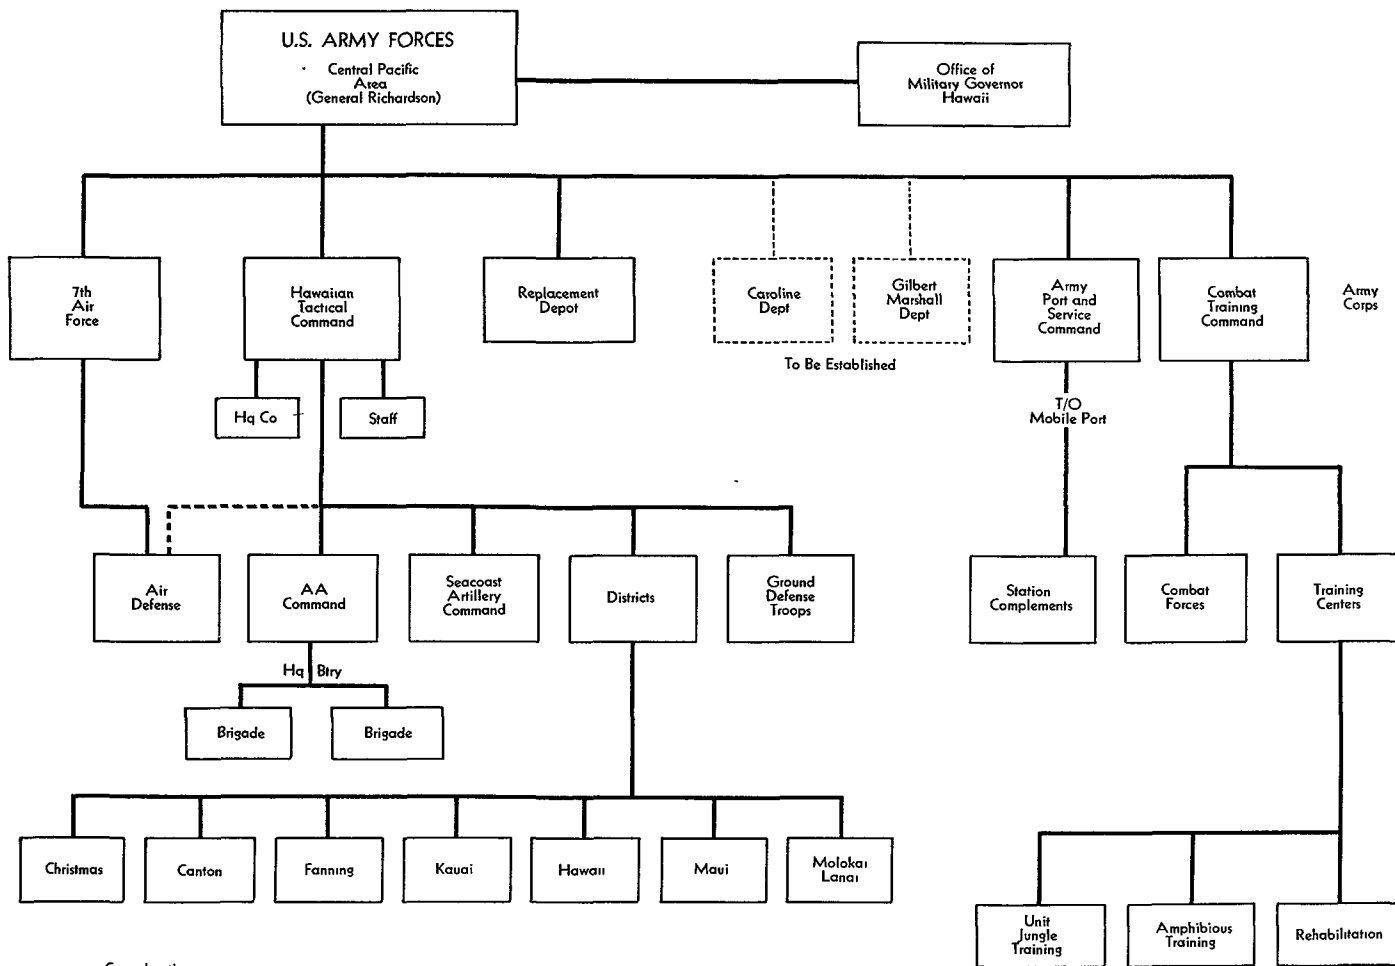 U.S. ARMY FORCES
Central Pacific
Area
(General Richardson)
Office of
Military Governor
Hawaii
7th
Air
Force
Hawaiian
Tactical
Command
Replacement
Depot
Caroline
Dept
Gilbert
Marshall
Dept
Army
Port and
Service
Command
Combat
Training
Command
Army
Corps
To Be Established
Hq Co
Staff
T/O
Mobile Port
Air
Defense
AA
Command
Seacoast
Artillery
Command
Districts
Ground
Defense
Troops
Station
Complements
Combat
Forces
Training
Centers
Hq Btry
Brigade
Brigade
Christmas
Canton
Fanning
Kauai
Hawaii
Maui
Molokai
Lanai
Unit
Jungle
Training
Amphibious
Training
Rehabilitation